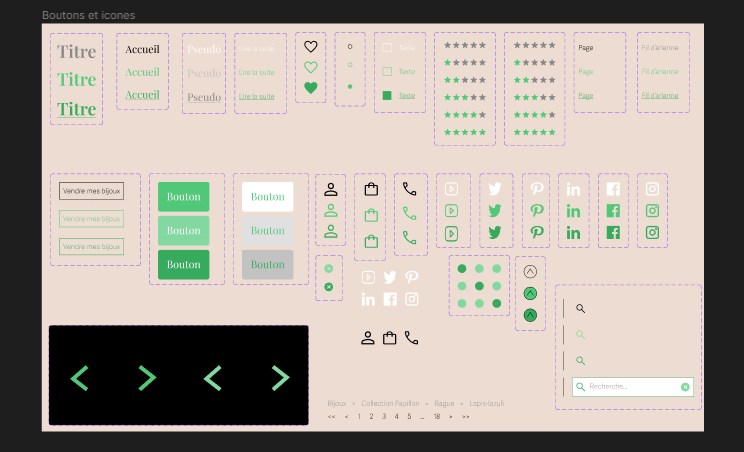 Boutons et icones
Titre
Titre
Titre
Accueil
Accueil
Accueil
Pseudo
Pseudo
Pseudo
Lire la suite
Lire la suite
Lire la suite
Texte
Texte
Texte
Page
Page
Page
Fil d'arianne
Fil d'arianne
Fil d'arianne
Vendre mes bijoux
Vendre mes bijoux
Vendre mes bijoux
Bouton
Bouton
Bouton
Bouton
Bouton
Bouton
Recherche...
Bijoux > Collection Papillon > Bague > Lapis-lazuli
<< < 1 2 3 4 5 ... 18 > >>